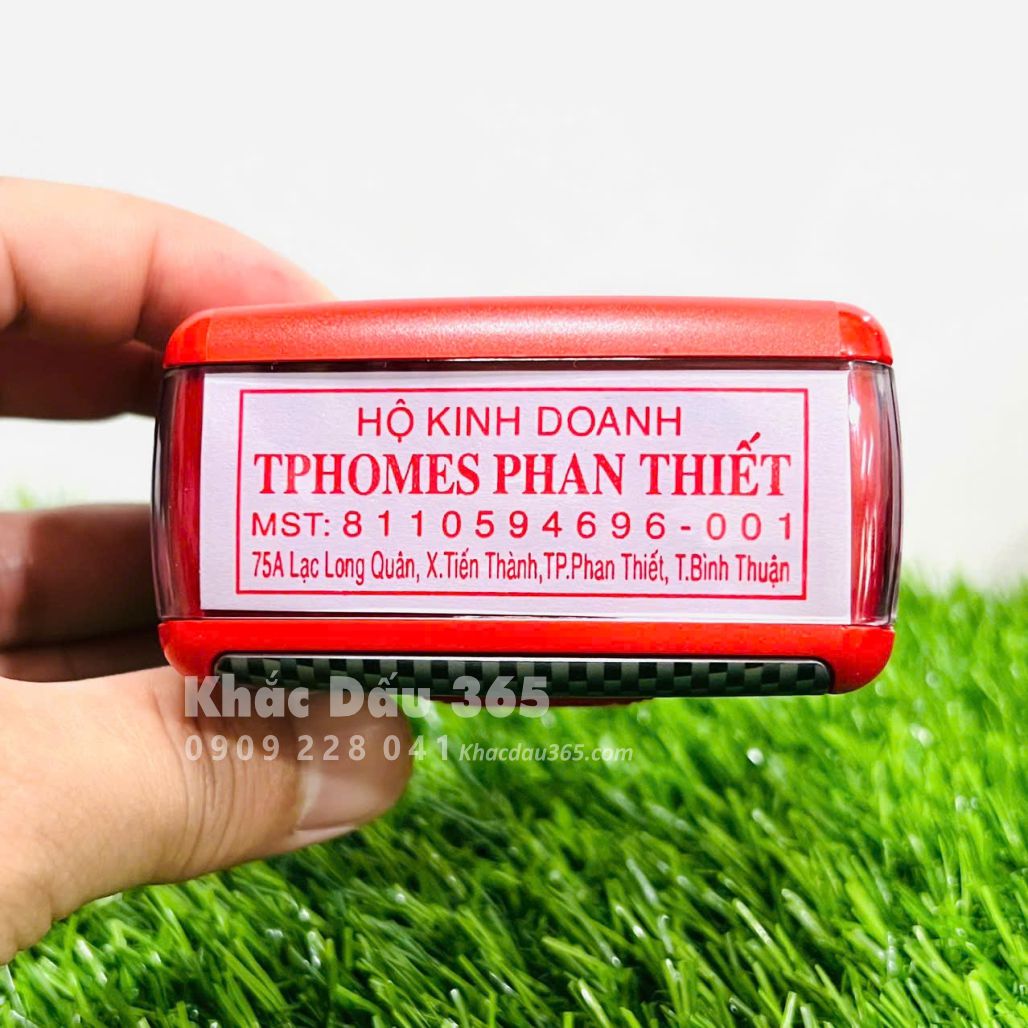 HỘ KINH DOANH
TPHOMES PHAN THIẾT
MST: 8110594696-001
75A Lạc Long Quân, X.Tiến Thành,TP.Phan Thiết, T.Bình Thuận
Khắc Dấu 365
0909 228 041 Khacdau365.com